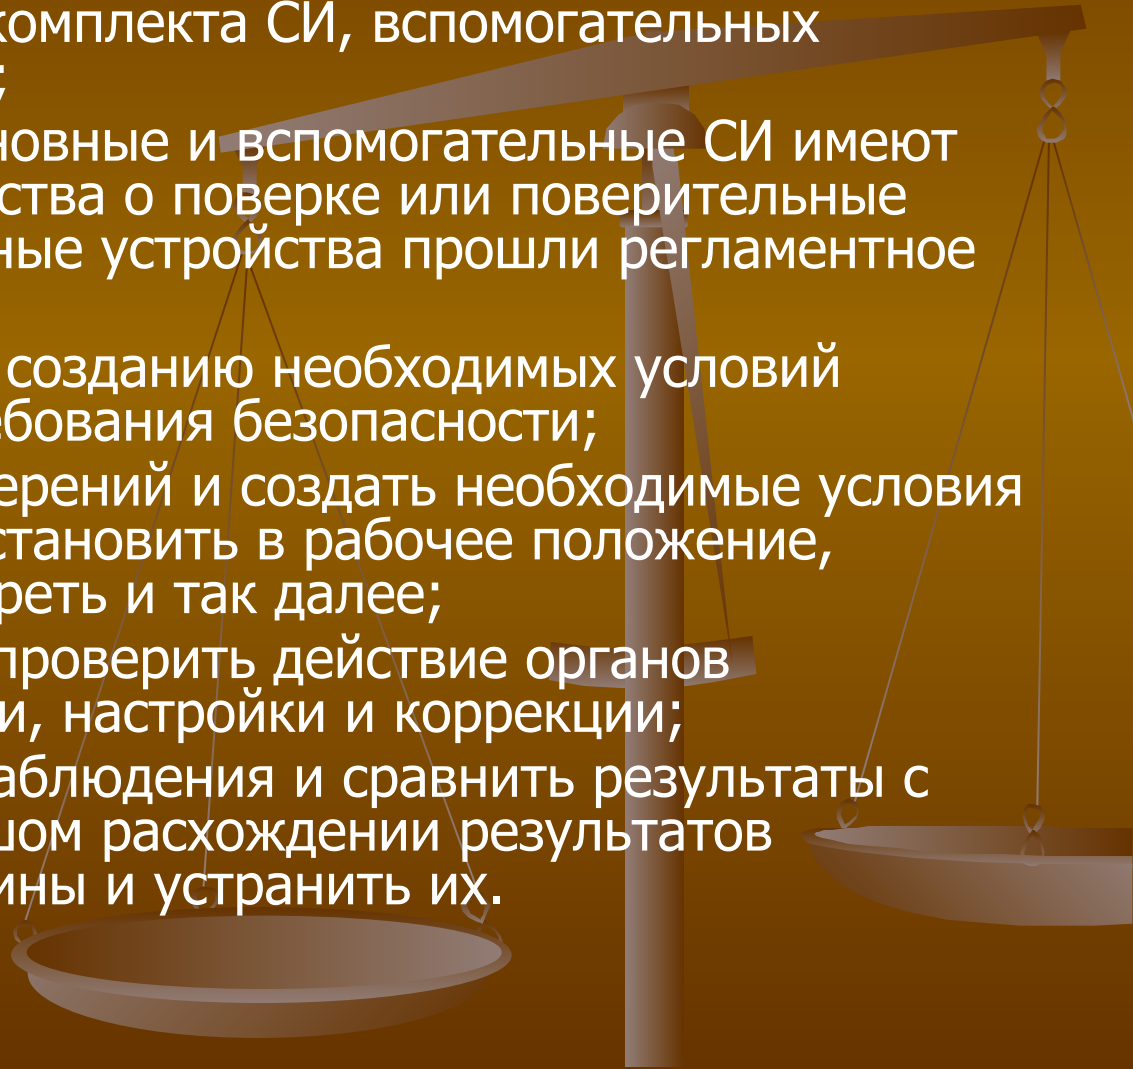 комплекта СИ, вспомогательных
;
новные и вспомогательные СИ имеют
ства о поверке или поверительные
ные устройства прошли регламентное
созданию необходимых условий
ебования безопасности;
ерений и создать необходимые условия
становить в рабочее положение,
реть и так далее;
проверить действие органов
и, настройки и коррекции;
аблюдения и сравнить результаты с
шом расхождении результатов
ины и устранить их.